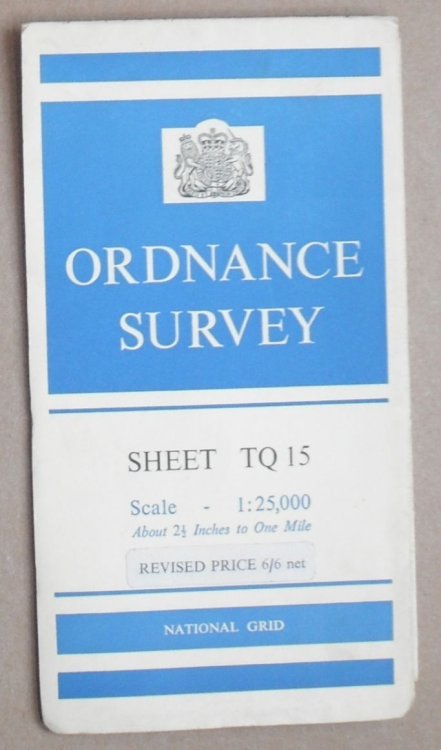 ORDNANCE
SURVEY
SHEET TQ 15
Scale - 1:25,000
About 2½ Inches to One Mile
REVISED PRICE 6/6 net
NATIONAL GRID